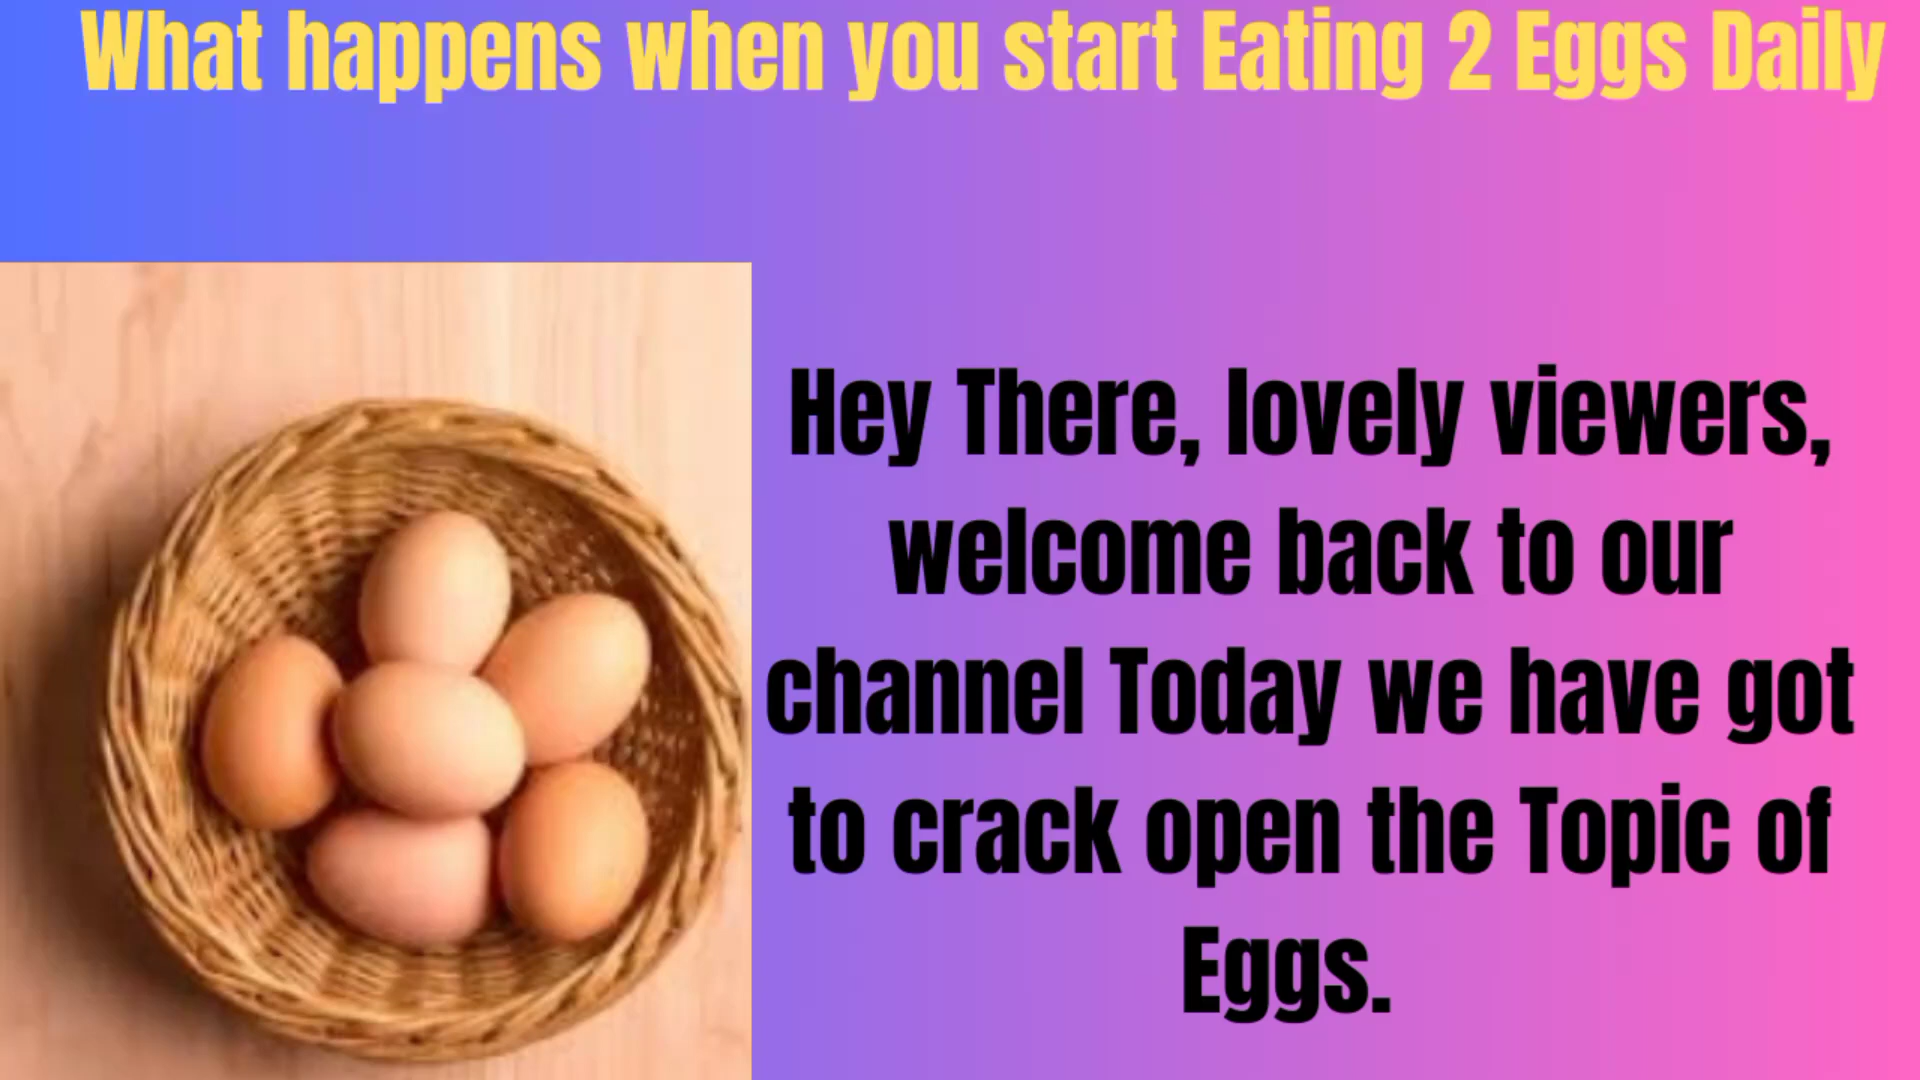 What happens when you start Eating 2 Eggs Daily
Hey There, lovely viewers,
welcome back to our
channel Today we have got
to crack open the Topic of
Eggs.